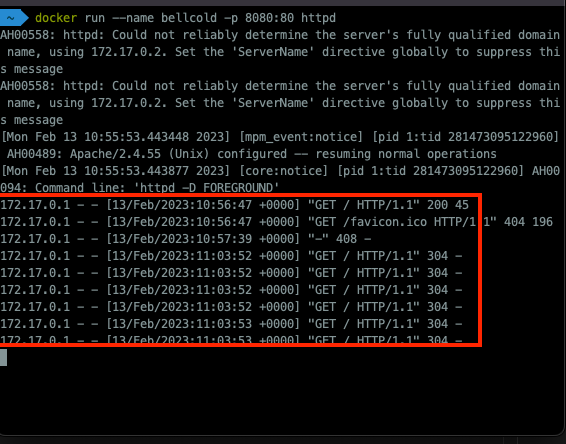 ~ docker run --name bellcold -p 8080:80 httpd
AH00558: httpd: Could not reliably determine the server's fully qualified domain
 name, using 172.17.0.2. Set the 'ServerName' directive globally to suppress thi
s message
AH00558: httpd: Could not reliably determine the server's fully qualified domain
 name, using 172.17.0.2. Set the 'ServerName' directive globally to suppress thi
s message
[Mon Feb 13 10:55:53.443448 2023] [mpm_event:notice] [pid 1:tid 281473095122960]
 AH00489: Apache/2.4.55 (Unix) configured -- resuming normal operations
[Mon Feb 13 10:55:53.443877 2023] [core:notice] [pid 1:tid 281473095122960] AH00
094: Command line: 'httpd -D FOREGROUND'
172.17.0.1 - - [13/Feb/2023:10:56:47 +0000] "GET / HTTP/1.1" 200 45
172.17.0.1 - - [13/Feb/2023:10:56:47 +0000] "GET /favicon.ico HTTP/1.1" 404 196
172.17.0.1 - - [13/Feb/2023:10:57:39 +0000] "-" 408 -
172.17.0.1 - - [13/Feb/2023:11:03:52 +0000] "GET / HTTP/1.1" 304 -
172.17.0.1 - - [13/Feb/2023:11:03:52 +0000] "GET / HTTP/1.1" 304 -
172.17.0.1 - - [13/Feb/2023:11:03:52 +0000] "GET / HTTP/1.1" 304 -
172.17.0.1 - - [13/Feb/2023:11:03:52 +0000] "GET / HTTP/1.1" 304 -
172.17.0.1 - - [13/Feb/2023:11:03:53 +0000] "GET / HTTP/1.1" 304 -
172.17.0.1 - - [13/Feb/2023:11:03:53 +0000] "GET / HTTP/1.1" 304 -